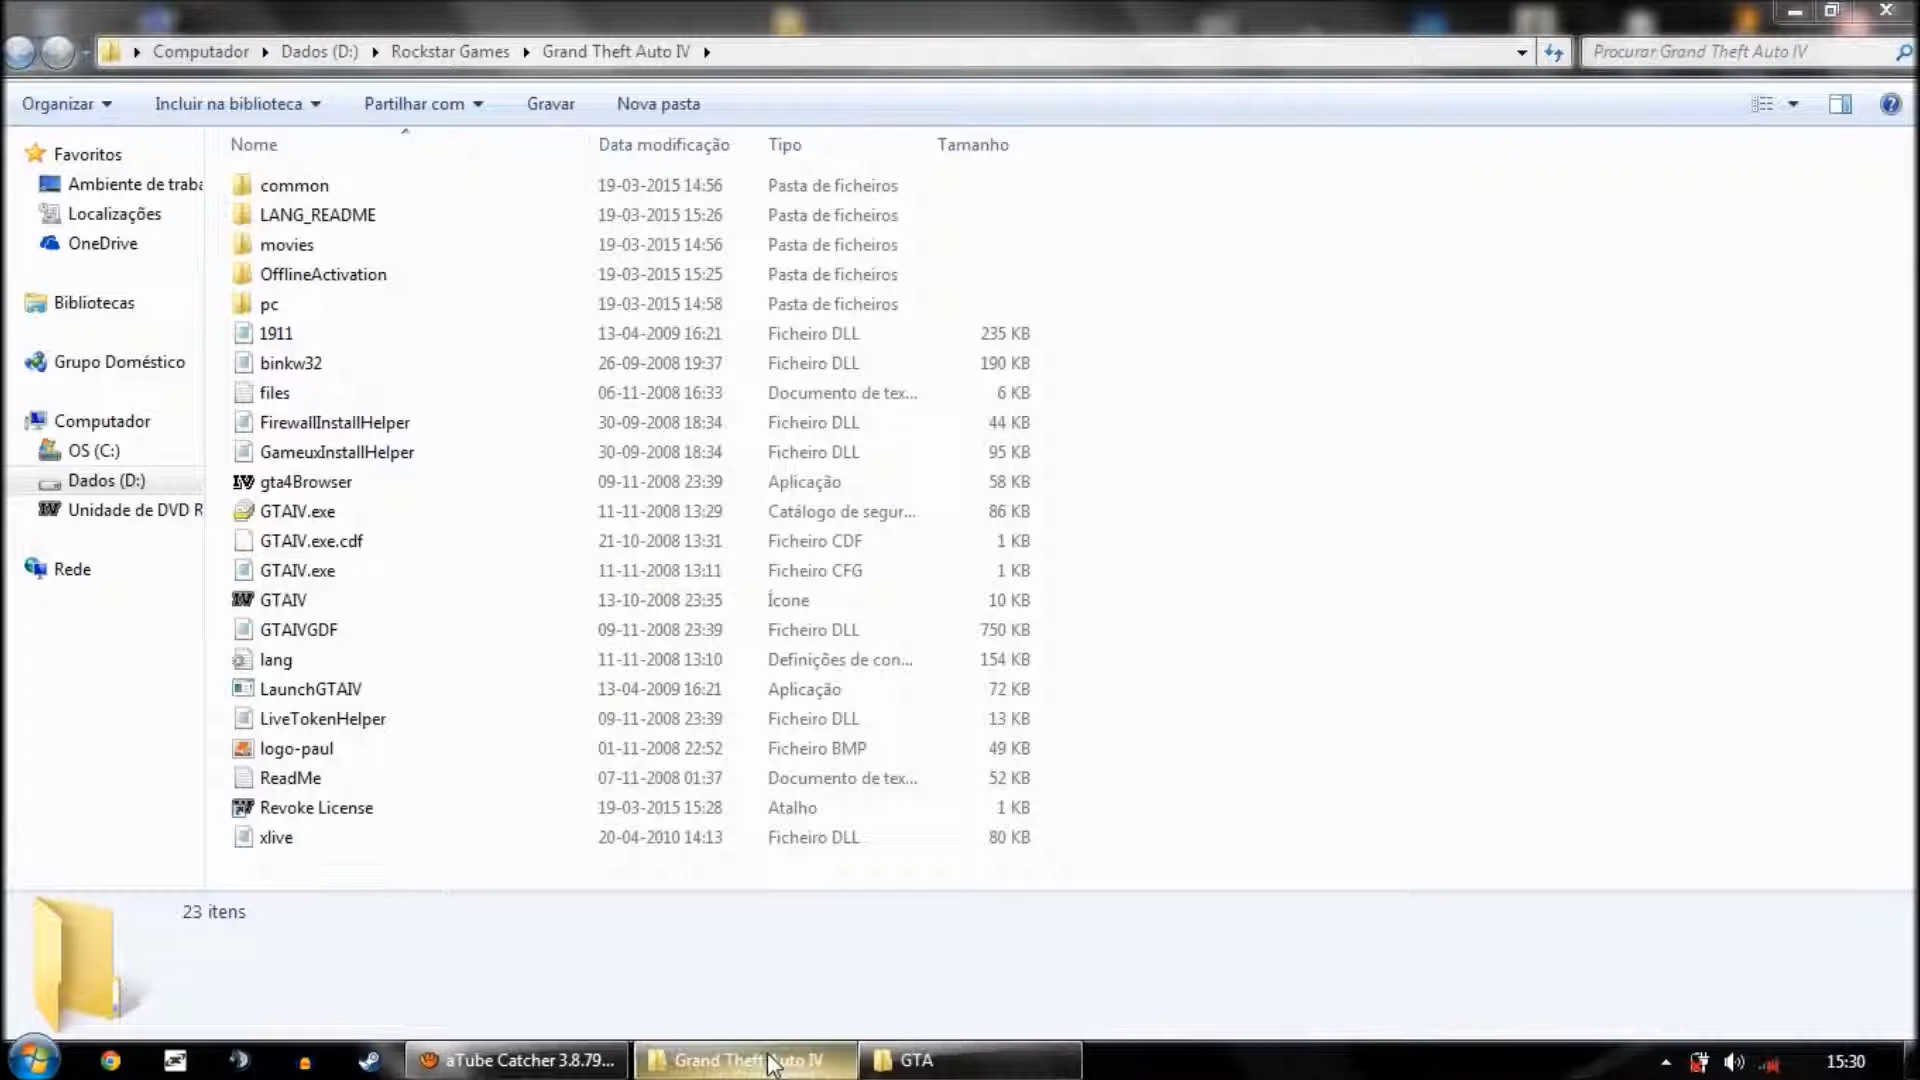 Computador ▸ Dados (D:) ▸ Rockstar Games ▸ Grand Theft Auto IV ▸
Procurar Grand Theft Auto IV
Organizar Incluir na biblioteca Partilhar com Gravar Nova pasta
Nome Data modificação Tipo Tamanho
Favoritos
Ambiente de traba
Localizações
OneDrive
Bibliotecas
Grupo Doméstico
Computador
OS (C:)
Dados (D:)
Unidade de DVD R
Rede
common 19-03-2015 14:56 Pasta de ficheiros
LANG_README 19-03-2015 15:26 Pasta de ficheiros
movies 19-03-2015 14:56 Pasta de ficheiros
OfflineActivation 19-03-2015 15:25 Pasta de ficheiros
pc 19-03-2015 14:58 Pasta de ficheiros
1911 13-04-2009 16:21 Ficheiro DLL 235 KB
binkw32 26-09-2008 19:37 Ficheiro DLL 190 KB
files 06-11-2008 16:33 Documento de tex... 6 KB
FirewallInstallHelper 30-09-2008 18:34 Ficheiro DLL 44 KB
GameuxInstallHelper 30-09-2008 18:34 Ficheiro DLL 95 KB
gta4Browser 09-11-2008 23:39 Aplicação 58 KB
GTAIV.exe 11-11-2008 13:29 Catálogo de segur... 86 KB
GTAIV.exe.cdf 21-10-2008 13:31 Ficheiro CDF 1 KB
GTAIV.exe 11-11-2008 13:11 Ficheiro CFG 1 KB
GTAIV 13-10-2008 23:35 Ícone 10 KB
GTAIVGDF 09-11-2008 23:39 Ficheiro DLL 750 KB
lang 11-11-2008 13:10 Definições de con... 154 KB
LaunchGTAIV 13-04-2009 16:21 Aplicação 72 KB
LiveTokenHelper 09-11-2008 23:39 Ficheiro DLL 13 KB
logo-paul 01-11-2008 22:52 Ficheiro BMP 49 KB
ReadMe 07-11-2008 01:37 Documento de tex... 52 KB
Revoke License 19-03-2015 15:28 Atalho 1 KB
xlive 20-04-2010 14:13 Ficheiro DLL 80 KB
23 itens
aTube Catcher 3.8.79... Grand Theft Auto IV GTA 15:30